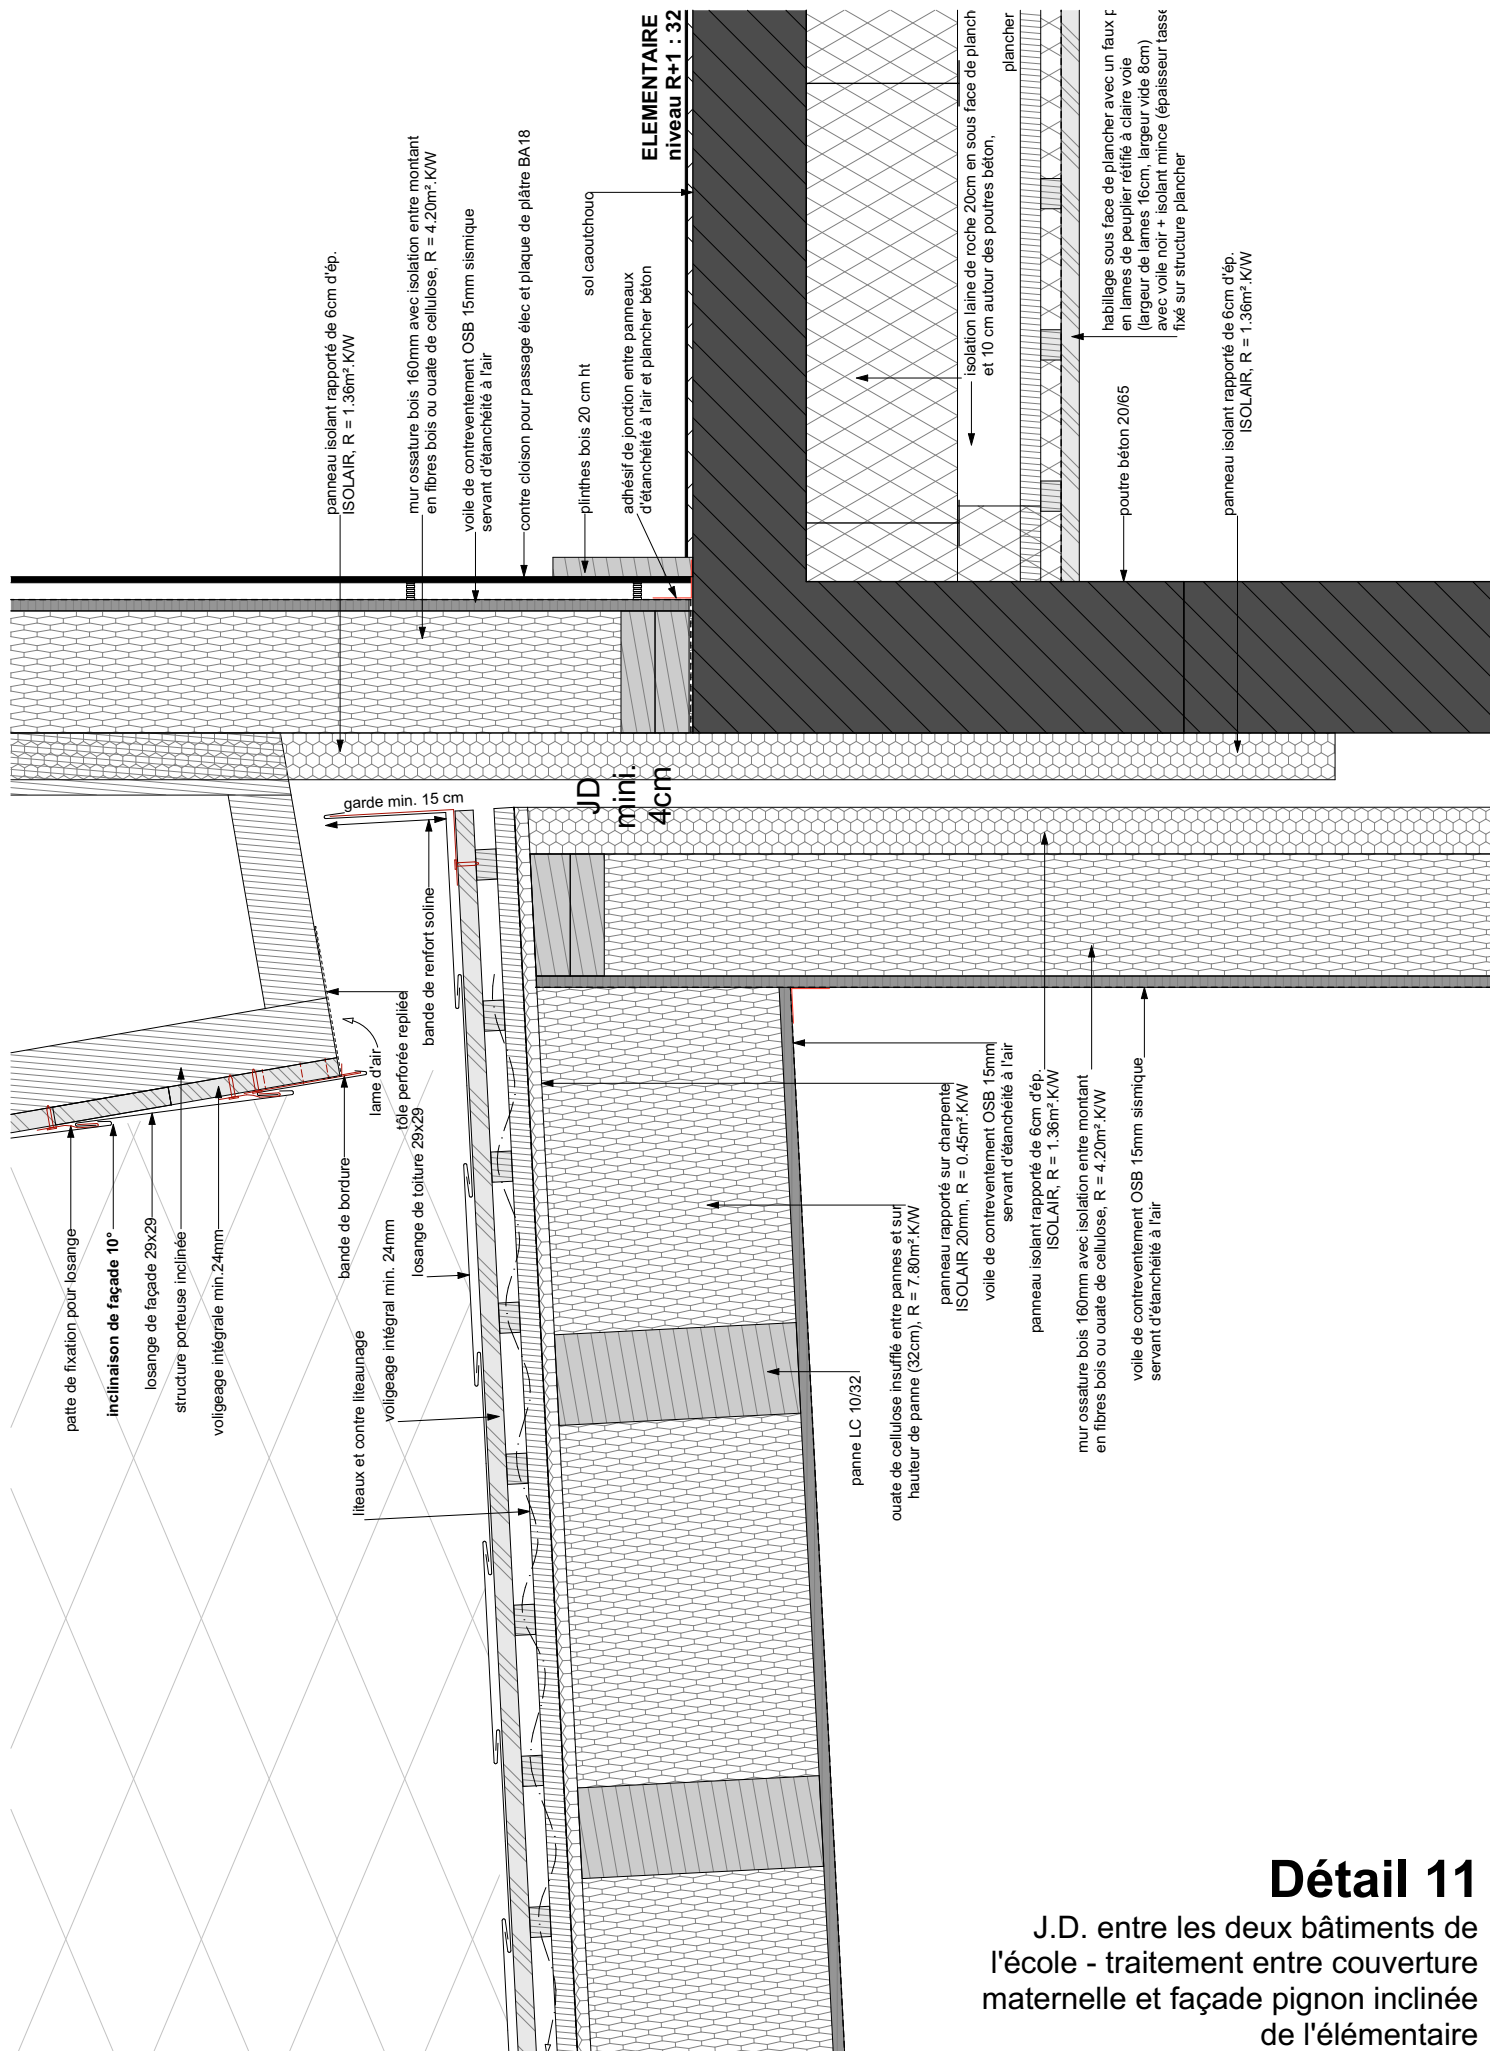 ELEMENTAIRE
niveau R+1 : 32
panneau isolant rapporté de 6cm d'ép.
ISOLAIR, R = 1.36m².K/W
mur ossature bois 160mm avec isolation entre montant
en fibres bois ou ouate de cellulose, R = 4.20m².K/W
voile de contreventement OSB 15mm sismique
servant d'étanchéité à l'air
contre cloison pour passage élec et plaque de plâtre BA18
plinthes bois 20 cm ht
sol caoutchouc
adhésif de jonction entre panneaux
d'étanchéité à l'air et plancher béton
isolation laine de roche 20cm en sous face de planch
et 10 cm autour des poutres béton,
plancher
habillage sous face de plancher avec un faux p
en lames de peuplier rétifié à claire voie
(largeur de lames 16cm, largeur vide 8cm)
avec voile noir + isolant mince (épaisseur tassé
fixé sur structure plancher
poutre béton 20/65
panneau isolant rapporté de 6cm d'ép.
ISOLAIR, R = 1.36m².K/W
JD
mini.
4cm
garde min. 15 cm
bande de renfort soline
tôle perforée repliée
lame d'air
bande de bordure
patte de fixation pour losange
inclinaison de façade 10°
losange de façade 29x29
structure porteuse inclinée
voligeage intégrale min.24mm
liteaux et contre liteaunage
voligeage intégral min. 24mm
losange de toiture 29x29
panne LC 10/32
ouate de cellulose insufflé entre pannes et sur
hauteur de panne (32cm), R = 7.80m².K/W
panneau rapporté sur charpente
ISOLAIR 20mm, R = 0.45m².K/W
voile de contreventement OSB 15mm
servant d'étanchéité à l'air
panneau isolant rapporté de 6cm d'ép.
ISOLAIR, R = 1.36m².K/W
mur ossature bois 160mm avec isolation entre montant
en fibres bois ou ouate de cellulose, R = 4.20m².K/W
voile de contreventement OSB 15mm sismique
servant d'étanchéité à l'air
Détail 11
J.D. entre les deux bâtiments de
l'école - traitement entre couverture
maternelle et façade pignon inclinée
de l'élémentaire